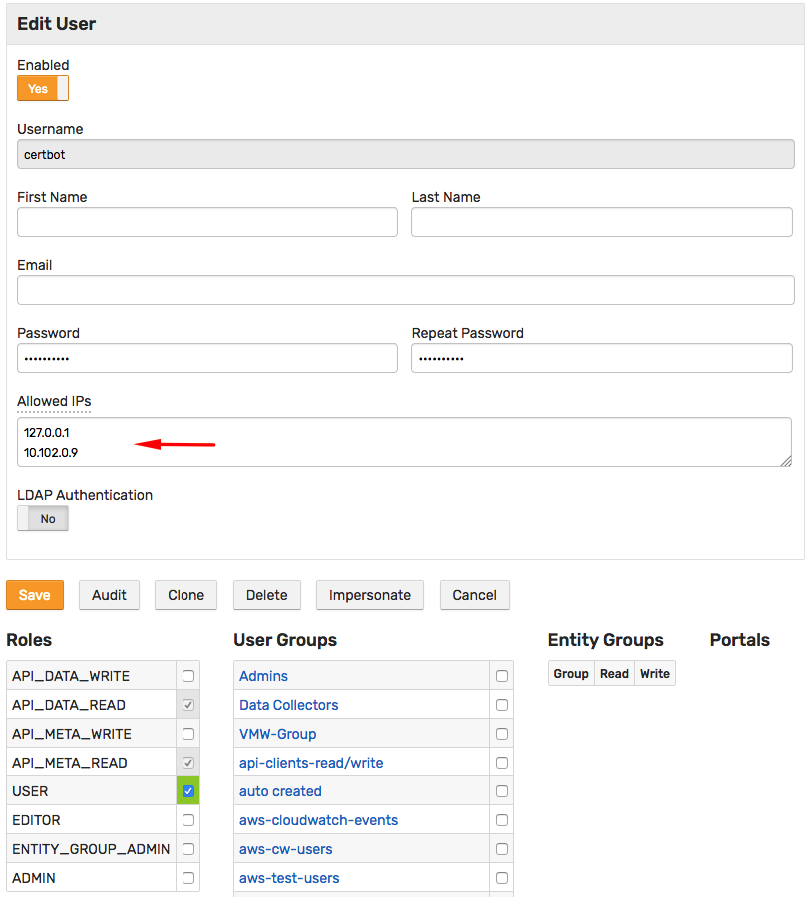 Edit User
Enabled
Yes
Username
certbot
First Name Last Name
Email
Password Repeat Password
•••••••••• ••••••••••
Allowed IPs
127.0.0.1
10.102.0.9
LDAP Authentication
No
Save Audit Clone Delete Impersonate Cancel
Roles User Groups Entity Groups Portals
API_DATA_WRITE Admins Group Read Write
API_DATA_READ Data Collectors
API_META_WRITE VMW-Group
API_META_READ api-clients-read/write
USER auto created
EDITOR aws-cloudwatch-events
ENTITY_GROUP_ADMIN aws-cw-users
ADMIN aws-test-users